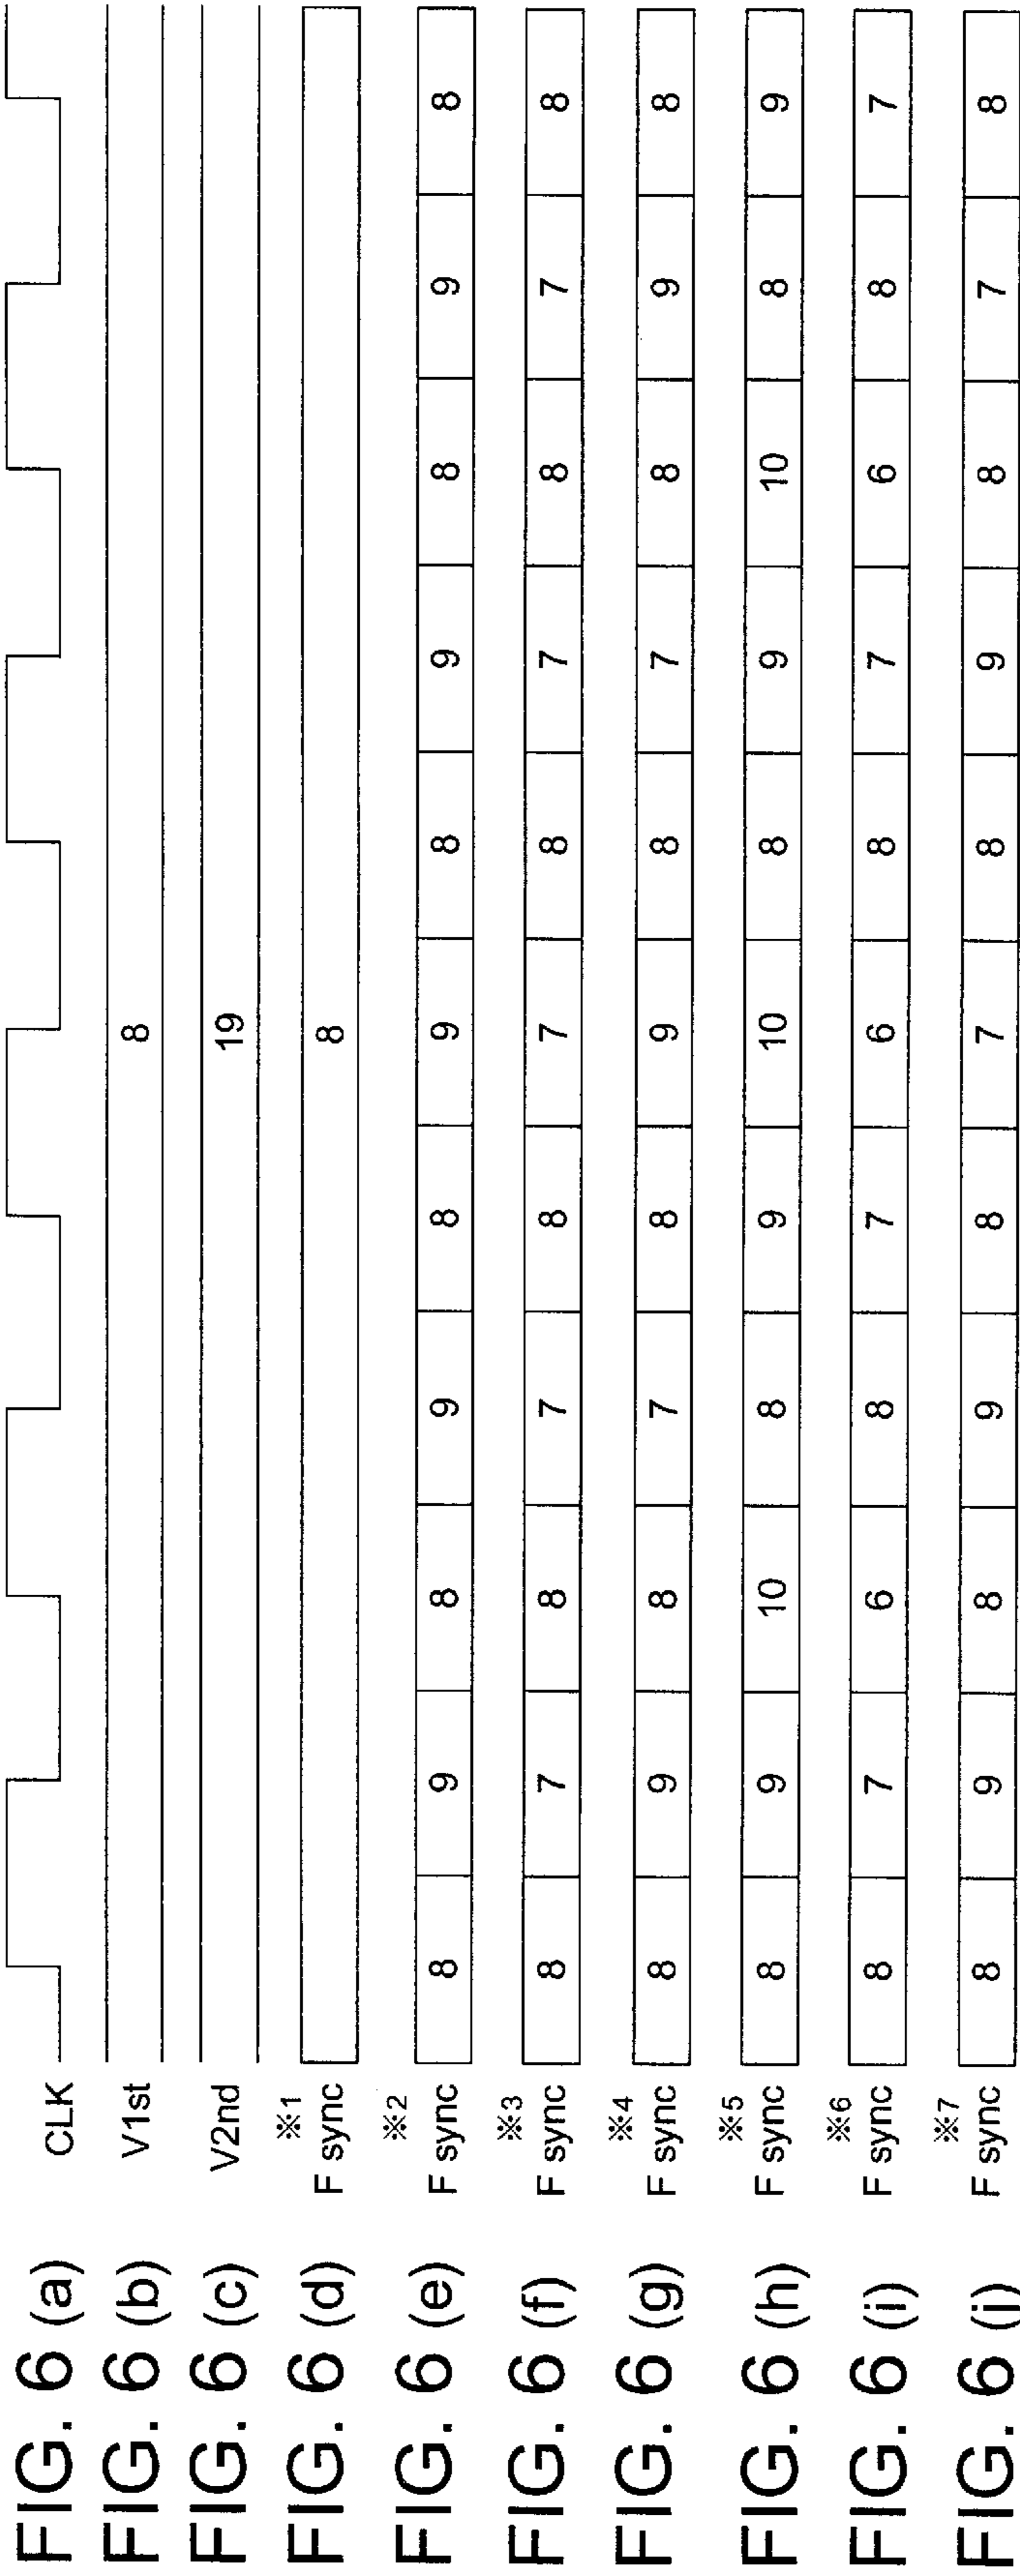 FIG. 6 (a) CLK
FIG. 6 (b) V1st 8
FIG. 6 (c) V2nd 19
FIG. 6 (d) ※1 F sync 8
FIG. 6 (e) ※2 F sync 8 9 8 9 8 9 8 9 8 9 8
FIG. 6 (f) ※3 F sync 8 7 8 7 8 7 8 7 8 7 8
FIG. 6 (g) ※4 F sync 8 9 8 7 8 9 8 7 8 9 8
FIG. 6 (h) ※5 F sync 8 9 10 8 9 10 8 9 10 8 9
FIG. 6 (i) ※6 F sync 8 7 6 8 7 6 8 7 6 8 7
FIG. 6 (j) ※7 F sync 8 9 8 9 8 7 8 9 8 7 8